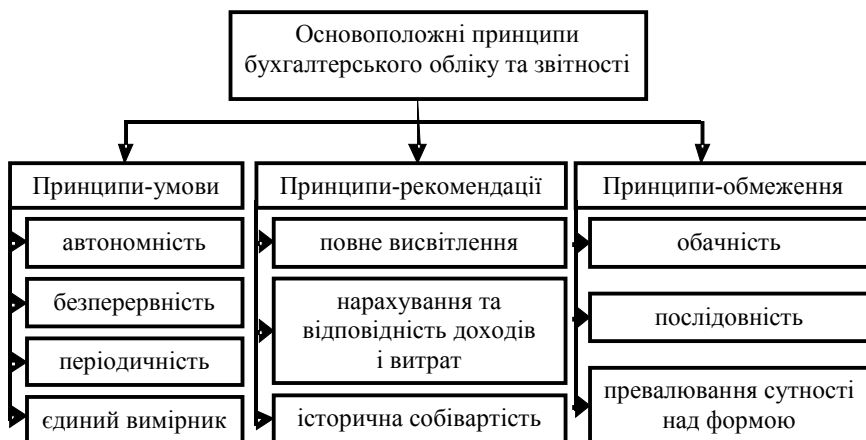 Основоположні принципи
бухгалтерського обліку та звітності
Принципи-умови
автономність
безперервність
періодичність
єдиний вимірник
Принципи-рекомендації
повне висвітлення
нарахування та
відповідність доходів
і витрат
історична собівартість
Принципи-обмеження
обачність
послідовність
превалювання сутності
над формою